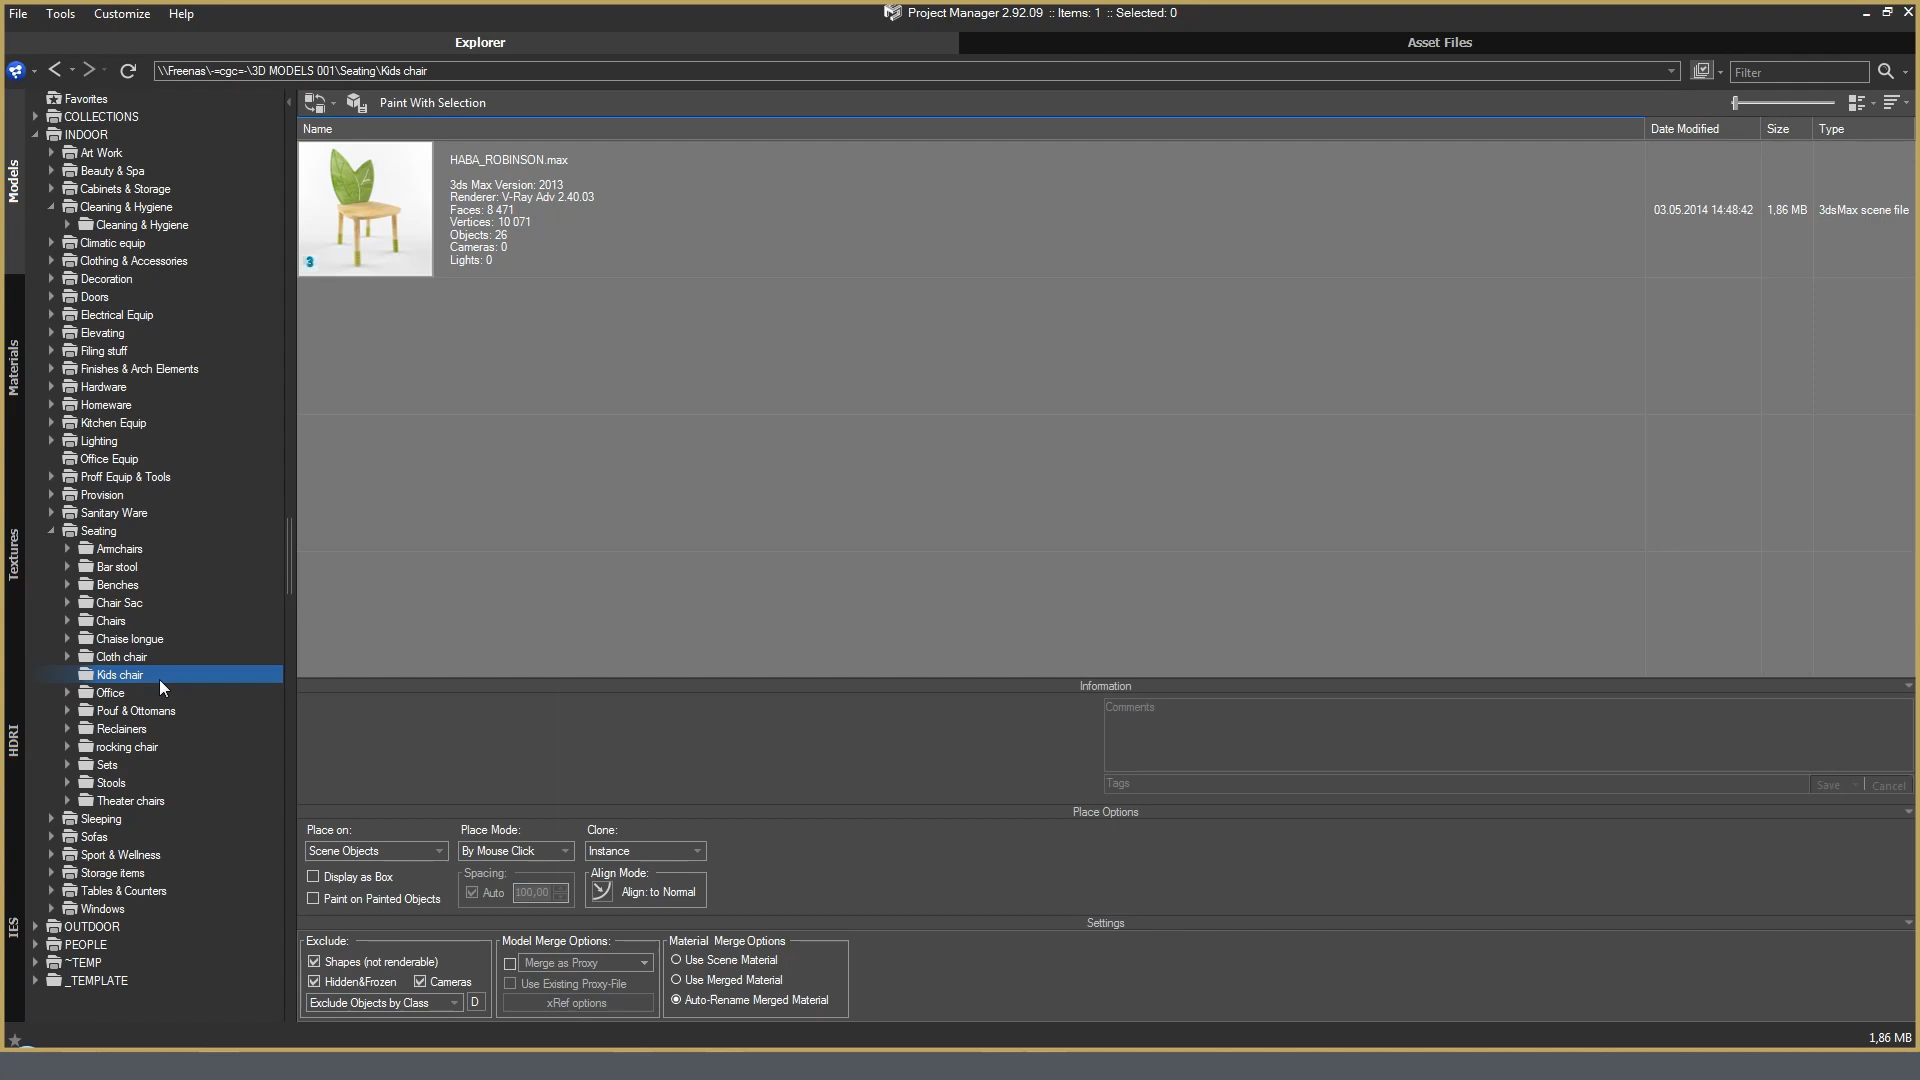 File Tools Customize Help
Project Manager 2.92.09 :: Items: 1 :: Selected: 0
Explorer
Asset Files
\\Freenas\-=cgc=-\3D MODELS 001\Seating\Kids chair
Filter
Models
Materials
Textures
HDRI
IES
Favorites
COLLECTIONS
INDOOR
Art Work
Beauty & Spa
Cabinets & Storage
Cleaning & Hygiene
Cleaning & Hygiene
Climatic equip
Clothing & Accessories
Decoration
Doors
Electrical Equip
Elevating
Filing stuff
Finishes & Arch Elements
Hardware
Homeware
Kitchen Equip
Lighting
Office Equip
Proff Equip & Tools
Provision
Sanitary Ware
Seating
Armchairs
Bar stool
Benches
Chair Sac
Chairs
Chaise longue
Cloth chair
Kids chair
Office
Pouf & Ottomans
Reclainers
rocking chair
Sets
Stools
Theater chairs
Sleeping
Sofas
Sport & Wellness
Storage items
Tables & Counters
Windows
OUTDOOR
PEOPLE
~TEMP
_TEMPLATE
Paint With Selection
Name Date Modified Size Type
3
HABA_ROBINSON.max
3ds Max Version: 2013
Renderer: V-Ray Adv 2.40.03
Faces: 8 471
Vertices: 10 071
Objects: 26
Cameras: 0
Lights: 0
03.05.2014 14:48:42 1,86 MB 3dsMax scene file
Information
Comments
Tags
Save Cancel
Place Options
Place on: Place Mode: Clone:
Scene Objects By Mouse Click Instance
Display as Box
Paint on Painted Objects
Spacing:
Auto 100,00
Align Mode:
Align: to Normal
Settings
Exclude:
Shapes (not renderable)
Hidden&Frozen Cameras
Exclude Objects by Class D
Model Merge Options:
Merge as Proxy
Use Existing Proxy-File
xRef options
Material Merge Options
Use Scene Material
Use Merged Material
Auto-Rename Merged Material
1,86 MB